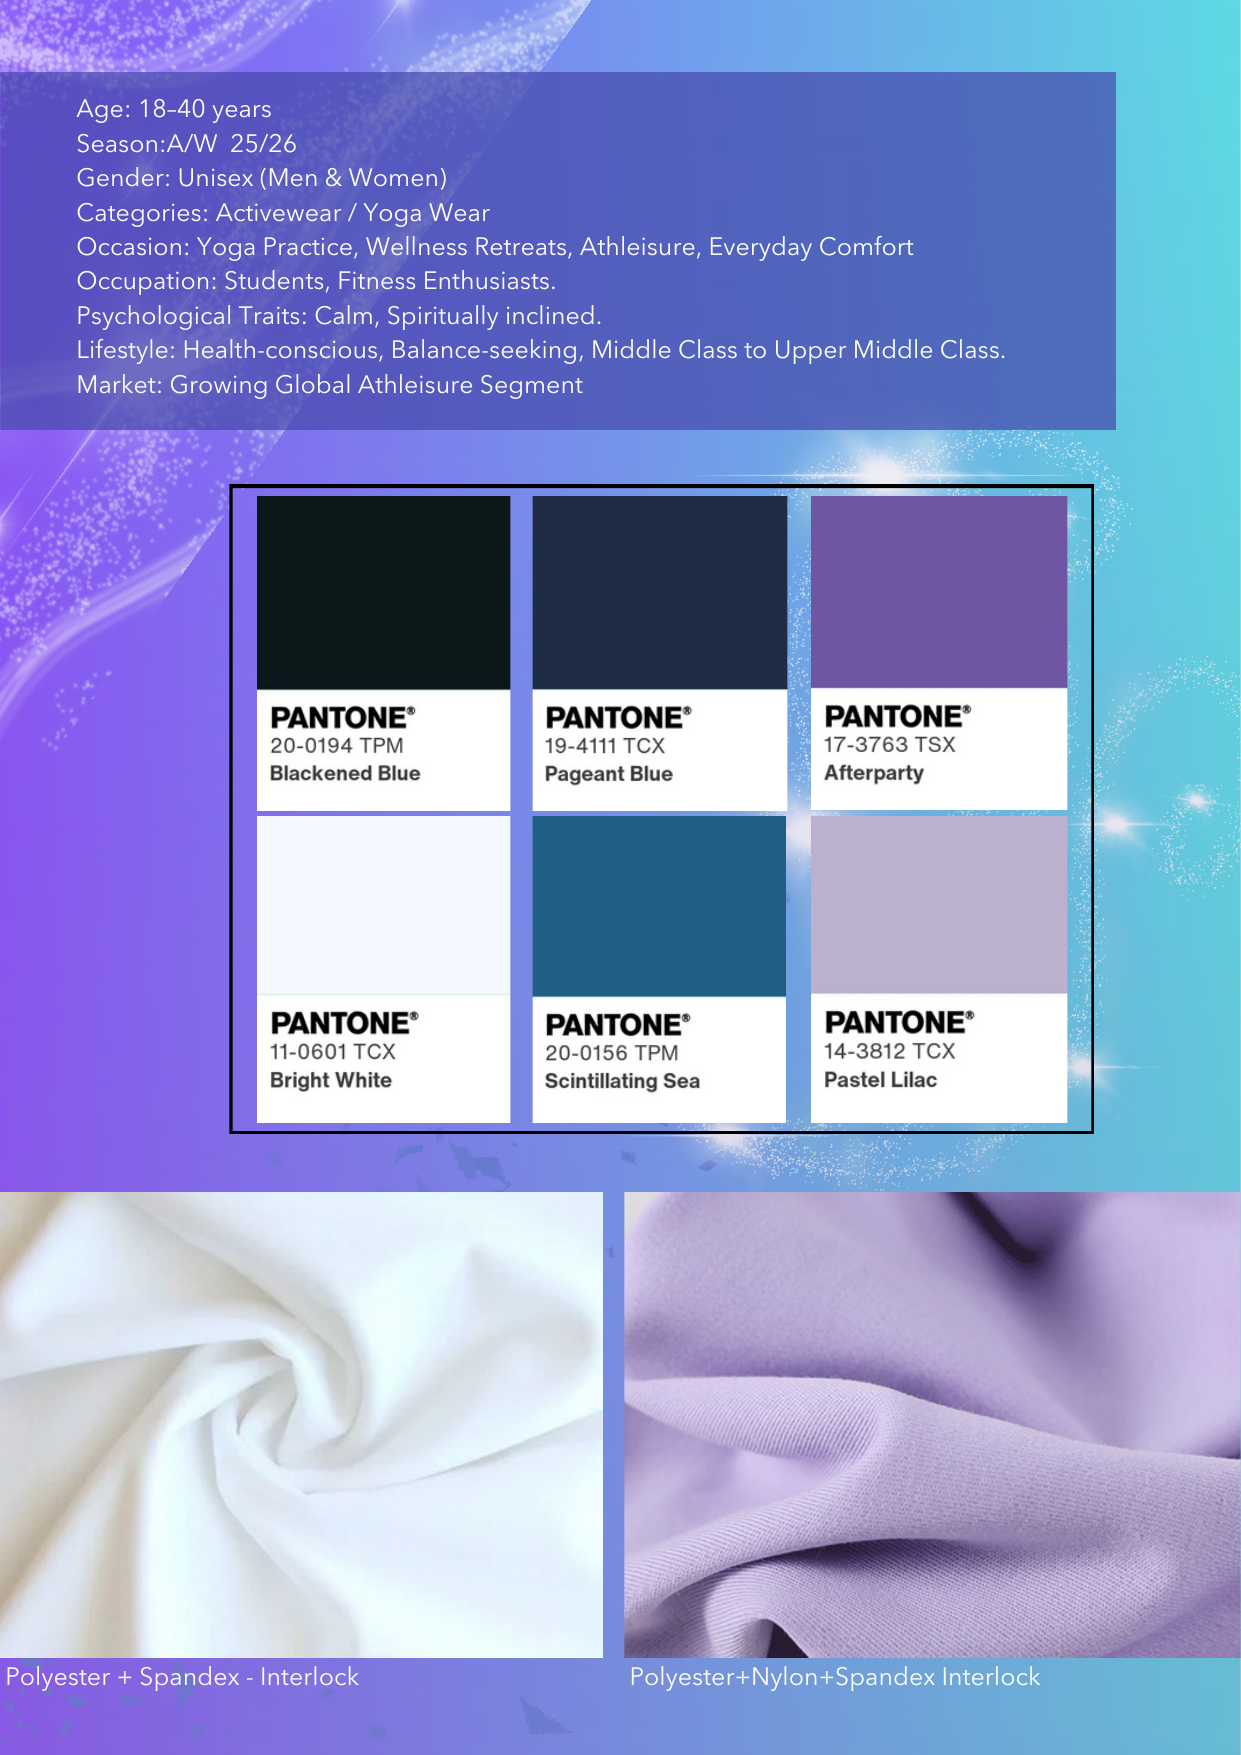 Age: 18–40 years
Season:A/W  25/26
Gender: Unisex (Men & Women)
Categories: Activewear / Yoga Wear
Occasion: Yoga Practice, Wellness Retreats, Athleisure, Everyday Comfort
Occupation: Students, Fitness Enthusiasts.
Psychological Traits: Calm, Spiritually inclined.
Lifestyle: Health-conscious, Balance-seeking, Middle Class to Upper Middle Class.
Market: Growing Global Athleisure Segment
PANTONE®
20-0194 TPM
Blackened Blue
PANTONE®
19-4111 TCX
Pageant Blue
PANTONE®
17-3763 TSX
Afterparty
PANTONE®
11-0601 TCX
Bright White
PANTONE®
20-0156 TPM
Scintillating Sea
PANTONE®
14-3812 TCX
Pastel Lilac
Polyester + Spandex - Interlock
Polyester+Nylon+Spandex Interlock